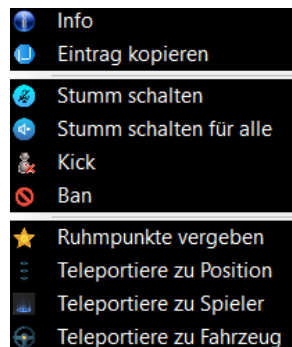 Info
Eintrag kopieren
Stumm schalten
Stumm schalten für alle
Kick
Ban
Ruhmpunkte vergeben
Teleportiere zu Position
Teleportiere zu Spieler
Teleportiere zu Fahrzeug